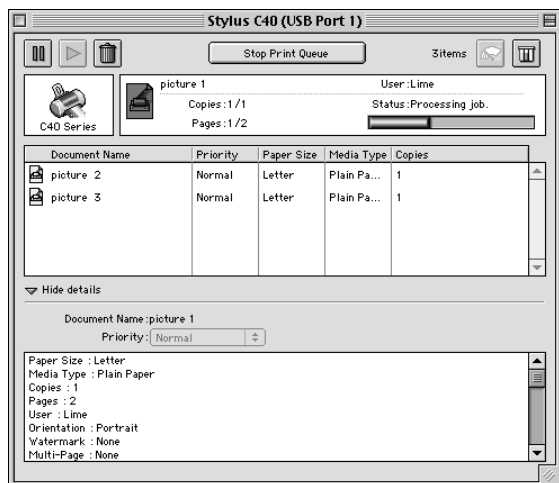 Stylus C40 (USB Port 1)
Stop Print Queue
3items
C40 Series
picture 1
User:Lime
Copies:1/1
Status:Processing job.
Pages:1/2
Document Name Priority Paper Size Media Type Copies
picture 2 Normal Letter Plain Pa... 1
picture 3 Normal Letter Plain Pa... 1
Hide details
Document Name:picture 1
Priority: Normal
Paper Size : Letter
Media Type : Plain Paper
Copies : 1
Pages : 2
User : Lime
Orientation : Portrait
Watermark : None
Multi-Page : None